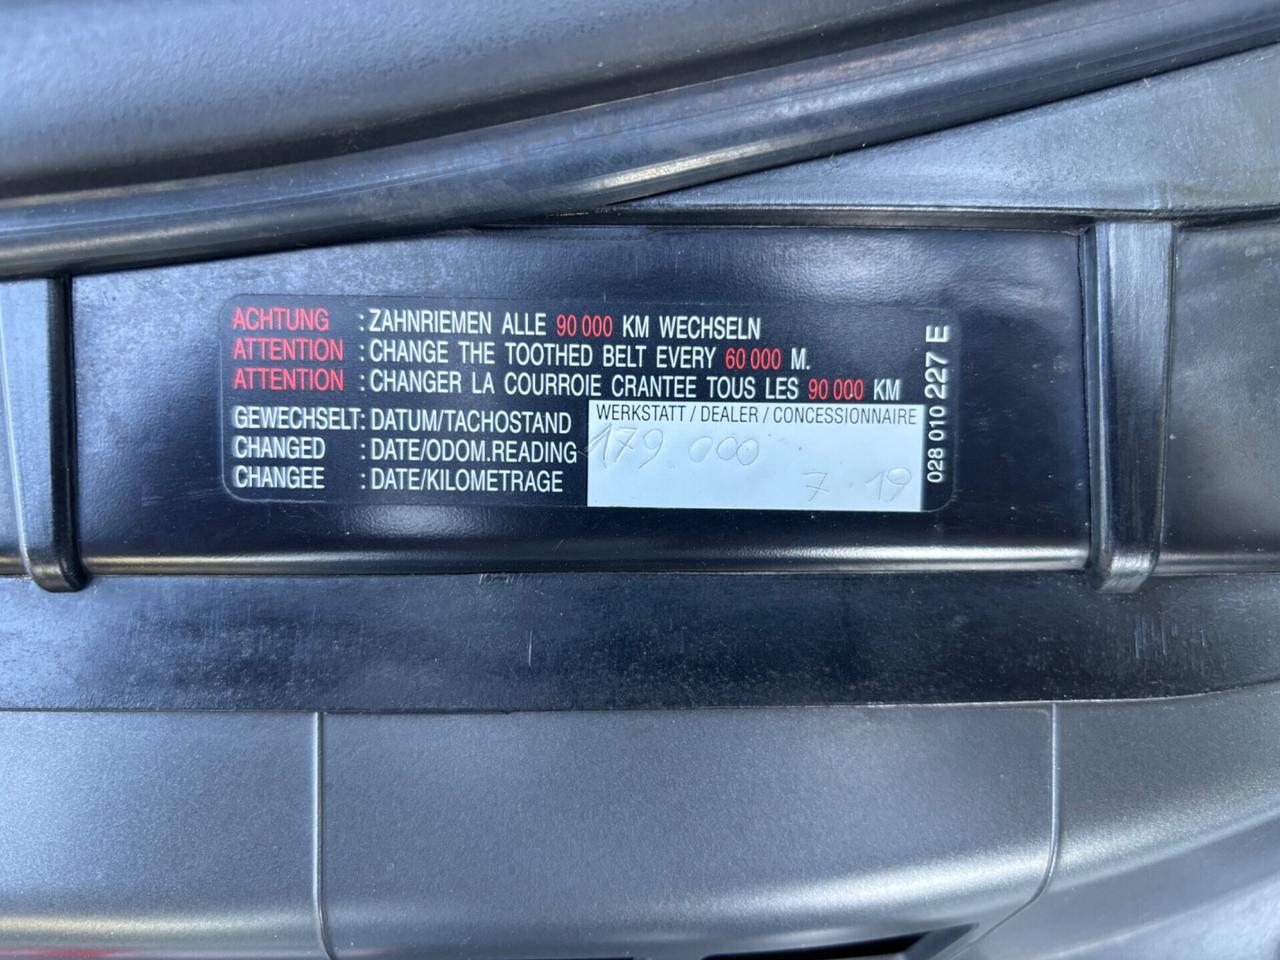 ACHTUNG : ZAHNRIEMEN ALLE 90 000 KM WECHSELN
ATTENTION : CHANGE THE TOOTHED BELT EVERY 60 000 M.
ATTENTION : CHANGER LA COURROIE CRANTEE TOUS LES 90 000 KM
GEWECHSELT: DATUM/TACHOSTAND
CHANGED : DATE/ODOM.READING
CHANGEE : DATE/KILOMETRAGE
WERKSTATT / DEALER / CONCESSIONNAIRE
179 000
7.19
028 010 227 E